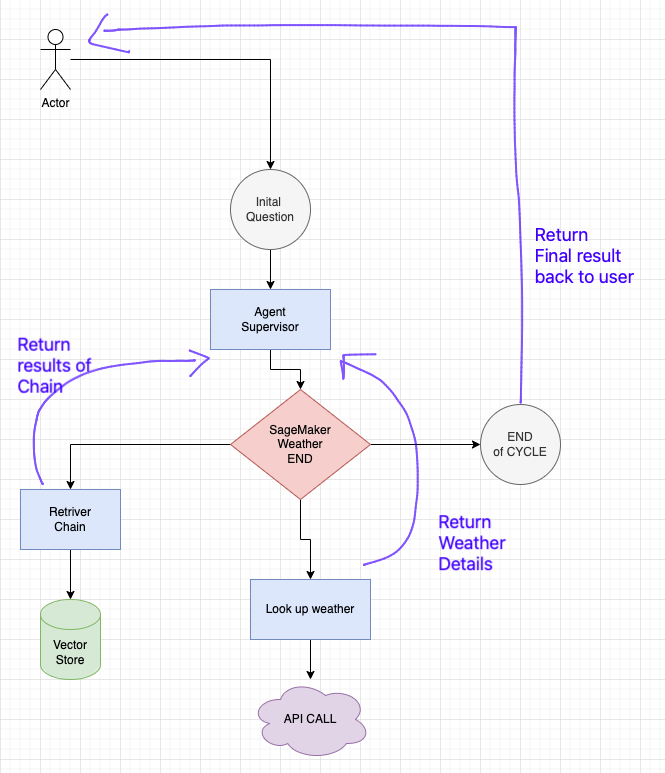 Actor
Inital
Question
Return
Final result
back to user
Agent
Supervisor
Return
results of
Chain
SageMaker
Weather
END
END
of CYCLE
Retriver
Chain
Return
Weather
Details
Look up weather
Vector
Store
API CALL